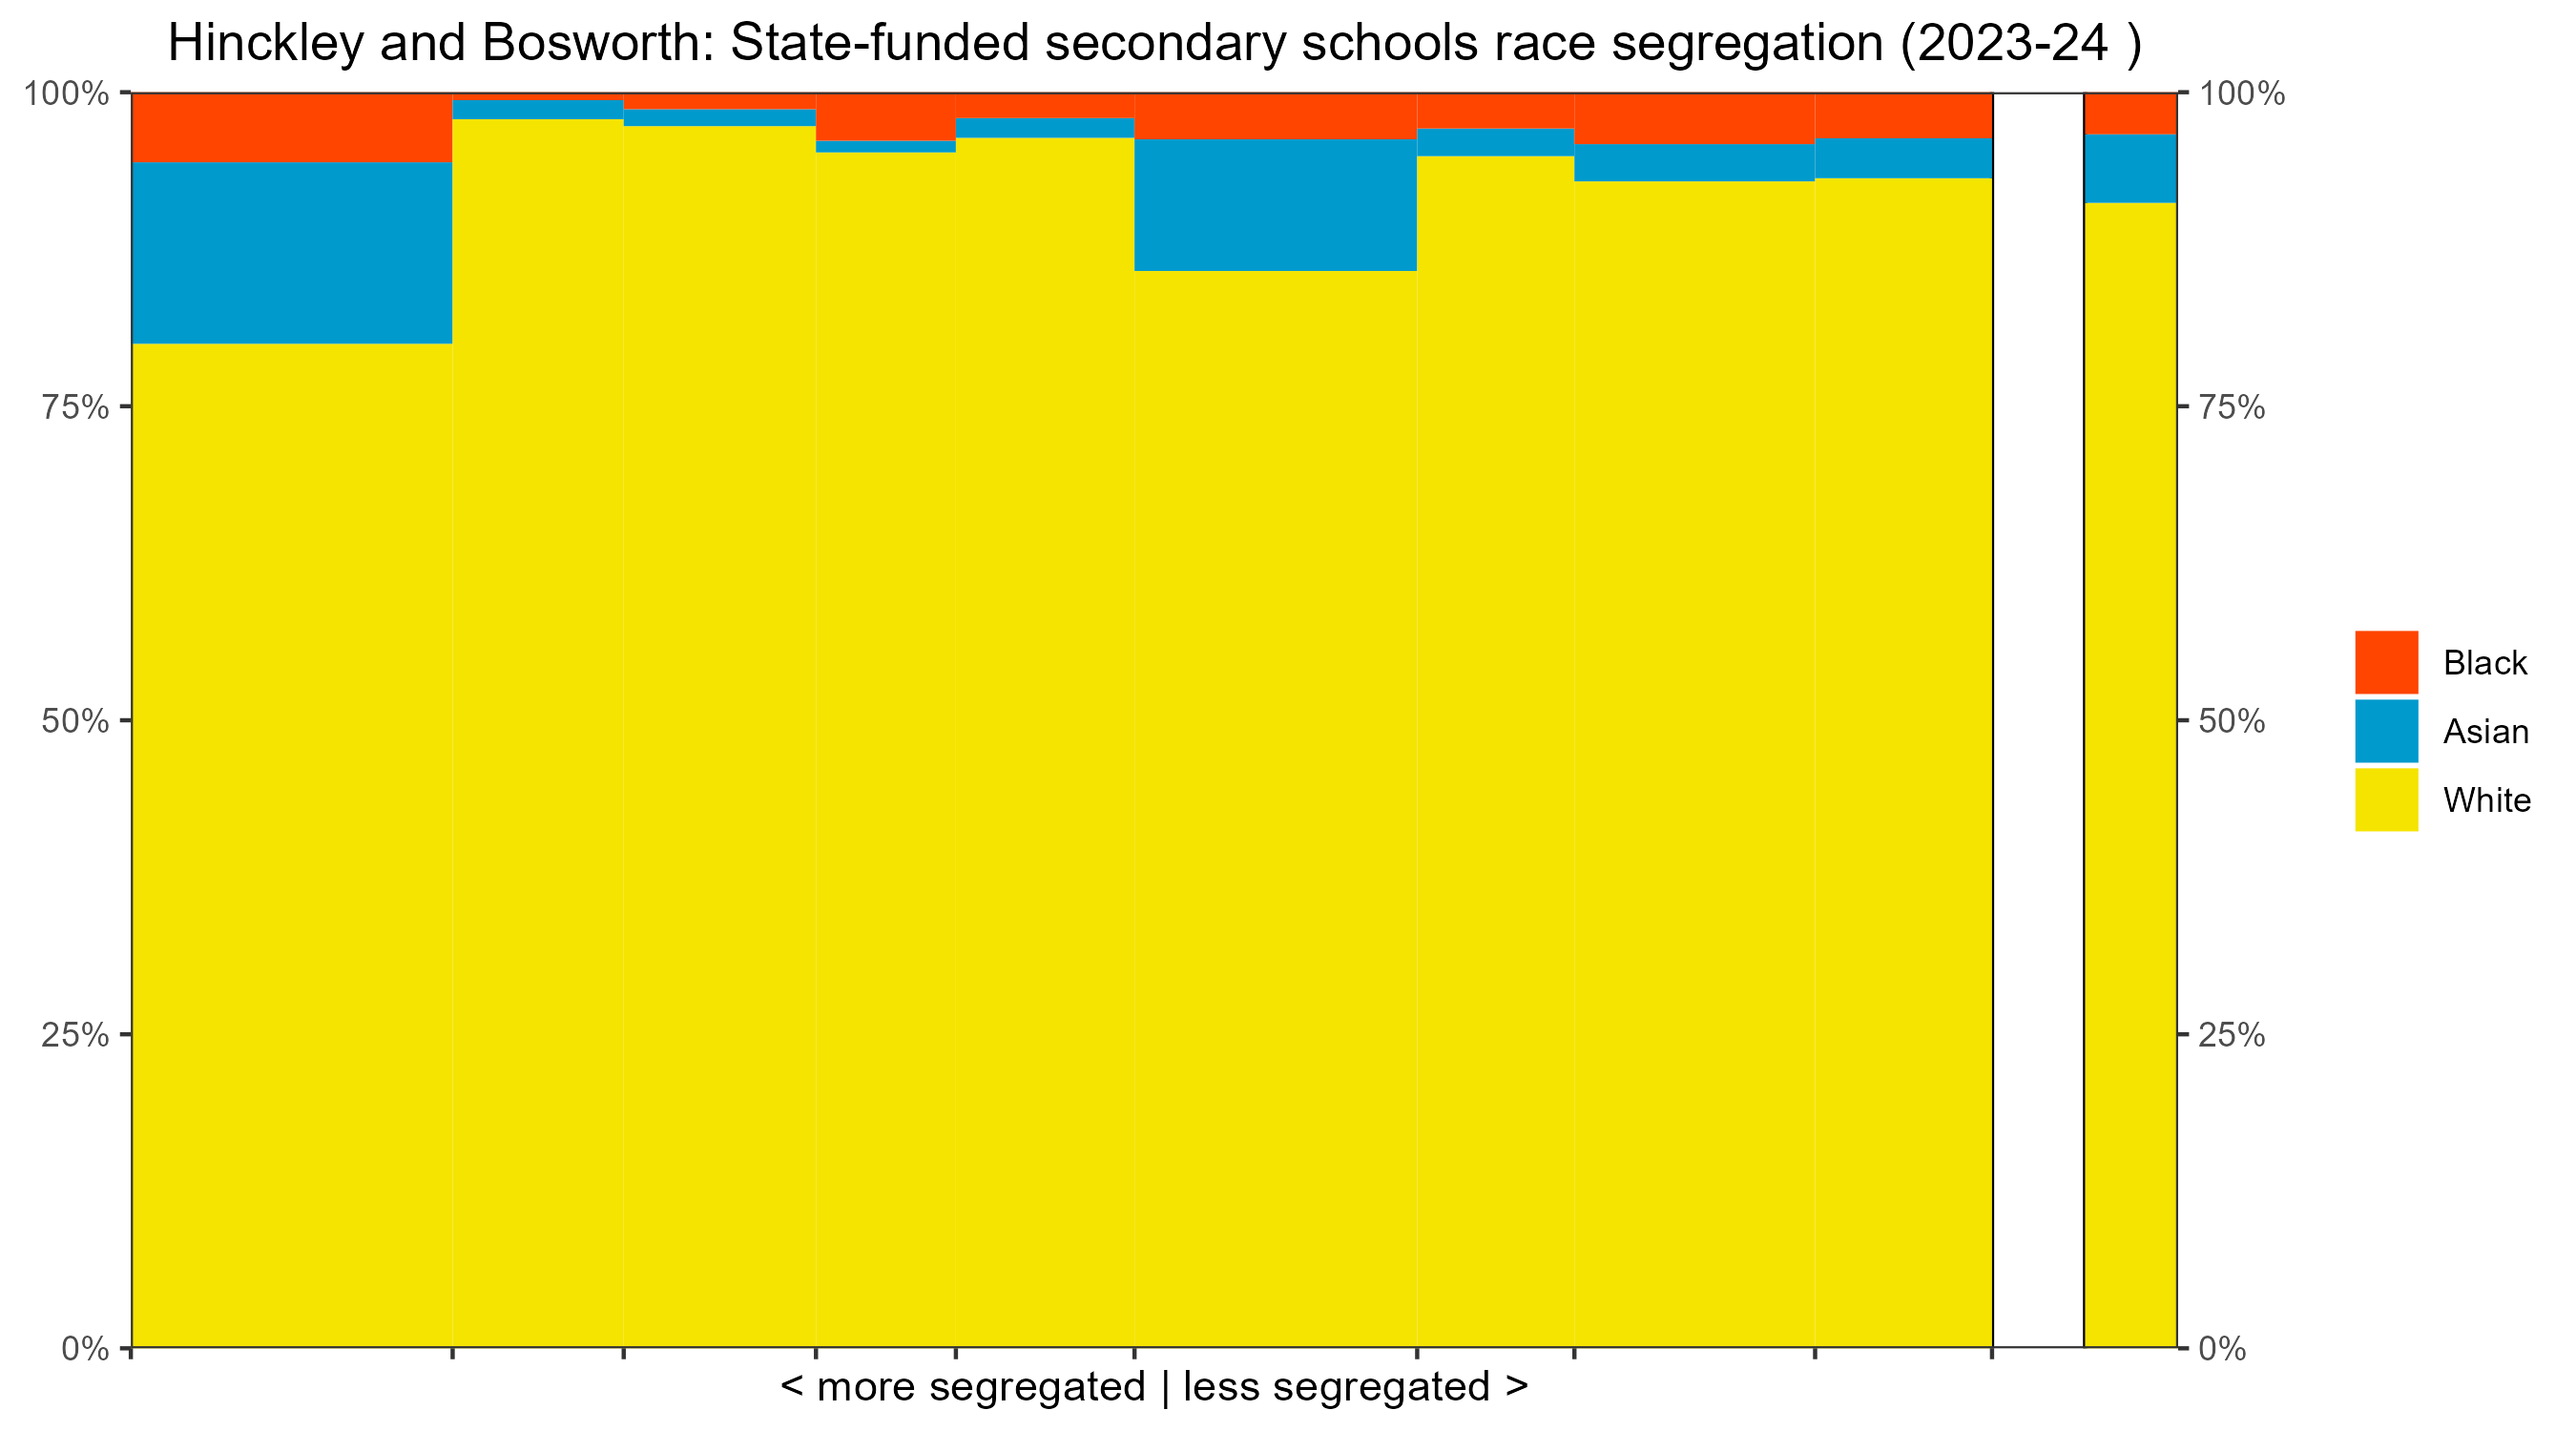 Hinckley and Bosworth: State-funded secondary schools race segregation (2023-24 )
100%
75%
50%
25%
0%
100%
75%
50%
25%
0%
Black
Asian
White
< more segregated | less segregated >